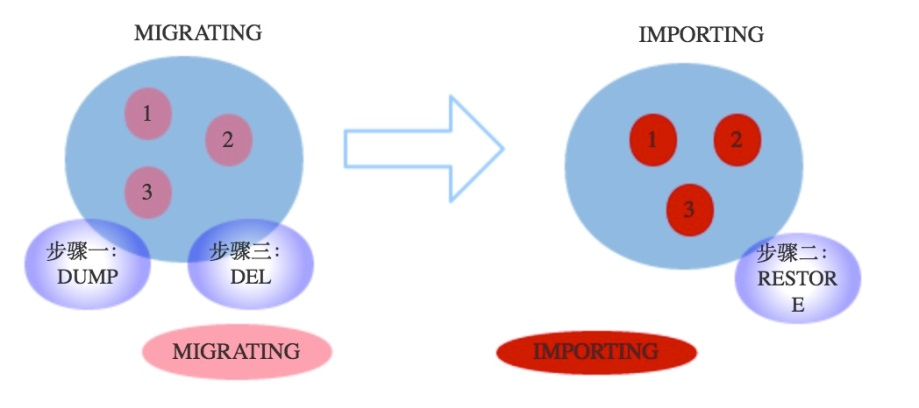 MIGRATING
IMPORTING
1
2
3
1
2
3
步骤一：
DUMP
步骤三：
DEL
步骤二：
RESTOR
E
MIGRATING
IMPORTING